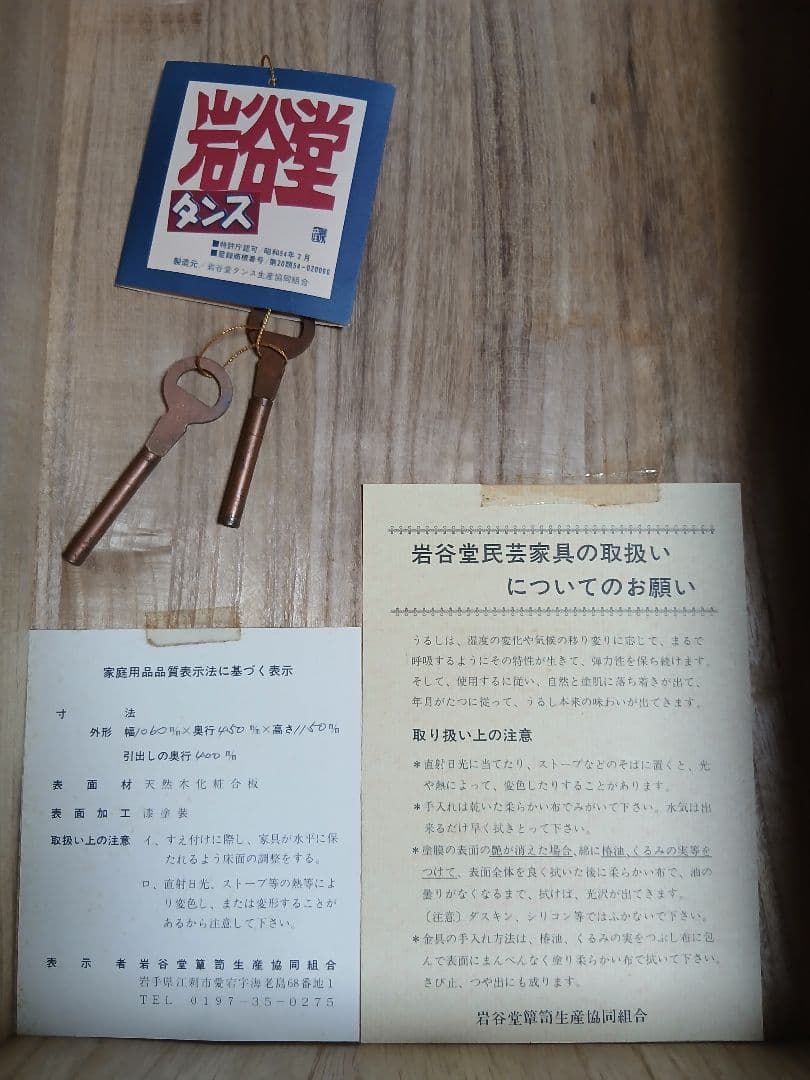 岩谷堂
タンス
■特許庁認可/昭和54年2月
■登録商標番号/第20類54-020080
製造元/岩谷堂タンス生産協同組合
家庭用品品質表示法に基づく表示
寸法
外形 幅1060㎜×奥行450㎜×高さ1150㎜
引出しの奥行400㎜
表面材 天然木化粧合板
表面加工 漆塗装
取扱い上の注意 イ、すえ付けに際し、家具が水平に保
たれるよう床面の調整をする。
ロ、直射日光、ストーブ等の熱等によ
り変色し、または変形することが
あるから注意して下さい。
表示者 岩谷堂簞笥生産協同組合
岩手県江刺市愛宕字海老島68番地1
TEL 0197-35-0275
岩谷堂民芸家具の取扱い
についてのお願い
うるしは、湿度の変化や気候の移り変りに応じて、まるで
呼吸するようにその特性が生きて、弾力性を保ち続けます。
そして、使用するに従い、自然と塗肌に落ち着きが出て、
年月がたつに従って、うるし本来の味わいが出てきます。
取り扱い上の注意
*直射日光に当てたり、ストーブなどのそばに置くと、光
や熱によって、変色したりすることがあります。
*手入れは乾いた柔らかい布でみがいて下さい。水気は出
来るだけ早く拭きとって下さい。
*塗膜の表面の艶が消えた場合、綿に椿油、くるみの実等を
つけて、表面全体を良く拭いた後に柔らかい布で、油の
曇りがなくなるまで、拭けば、光沢が出てきます。
〔注意〕ダスキン、シリコン等ではふかないで下さい。
*金具の手入れ方法は、椿油、くるみの実をつぶし布に包
んで表面にまんべんなく塗り柔らかい布で拭いて下さい。
さび止、つや出にも成ります。
岩谷堂簞笥生産協同組合